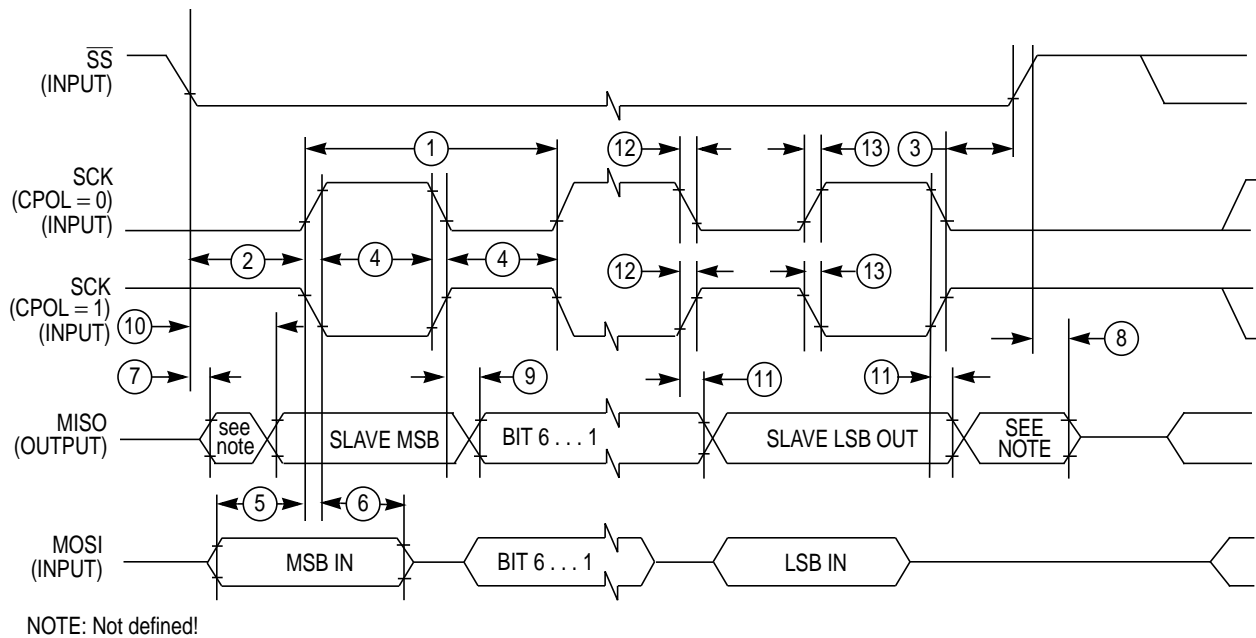 SS
(INPUT)
1
12
13
3
SCK
(CPOL = 0)
(INPUT)
2
4
4
12
13
SCK
(CPOL = 1)
(INPUT)
10
8
7
9
11
11
MISO
(OUTPUT)
see
note
SLAVE MSB
BIT 6 . . . 1
SLAVE LSB OUT
SEE
NOTE
5
6
MOSI
(INPUT)
MSB IN
BIT 6 . . . 1
LSB IN
NOTE: Not defined!